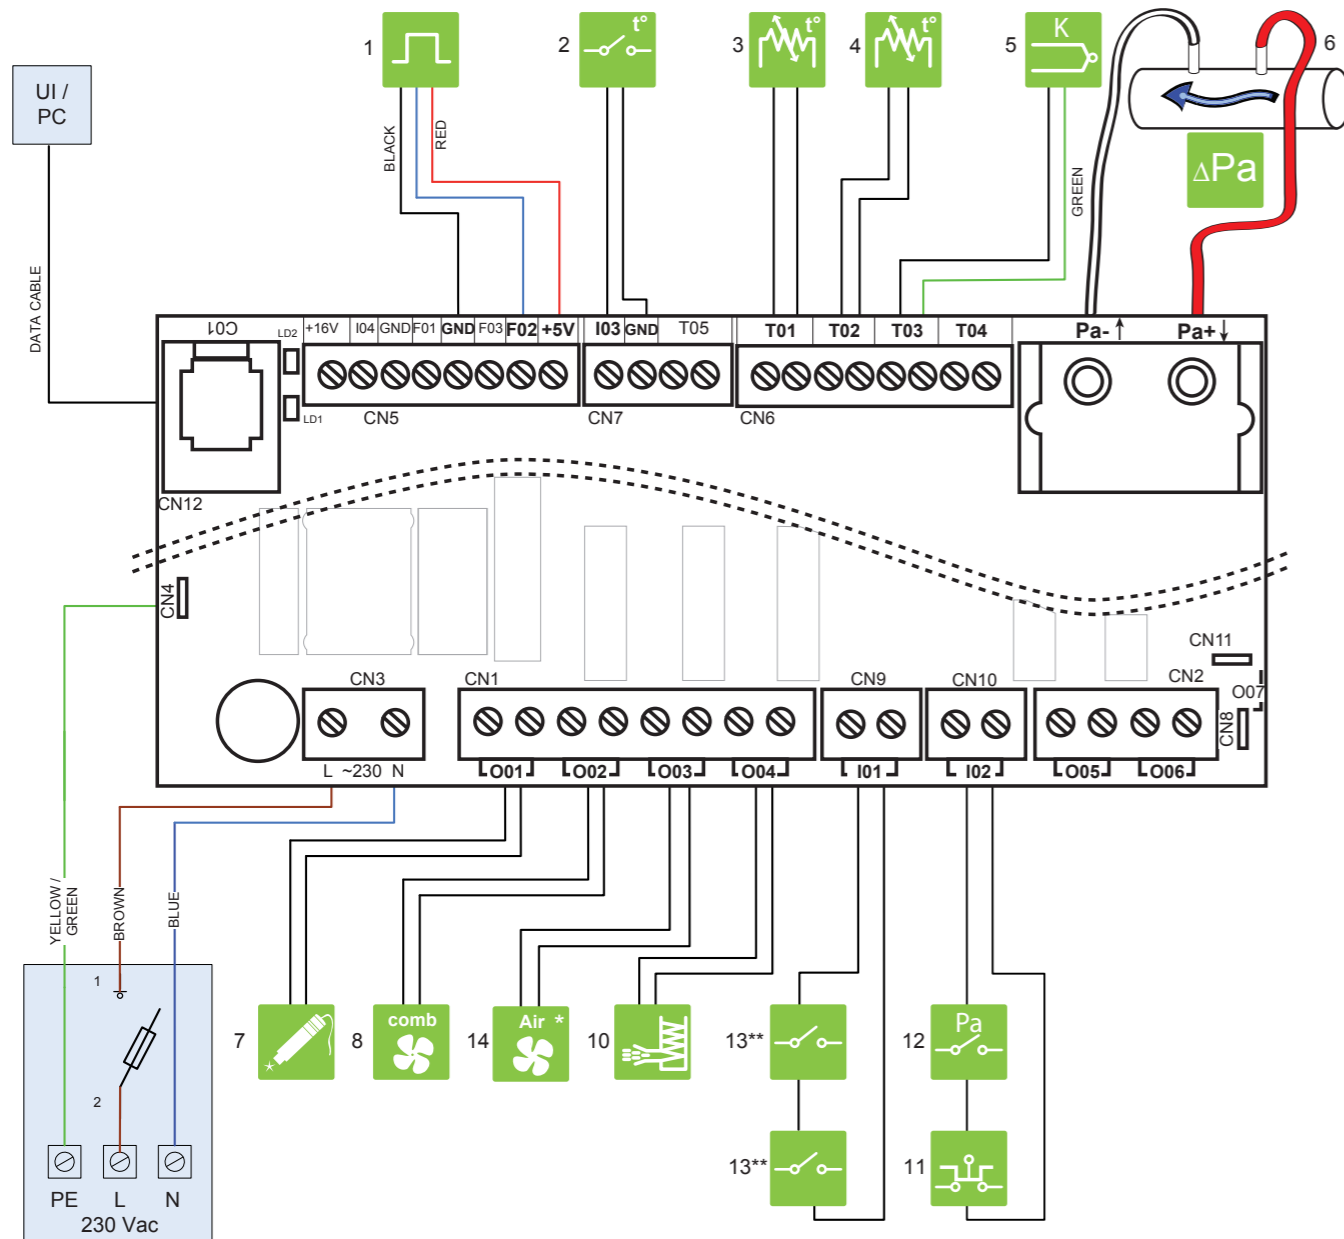 1
2
t°
3
t°
4
t°
5
K
6
UI /
PC
BLACK
RED
GREEN
ΔPa
DATA CABLE
C01
LD2
+16V
I04
GND
F01
GND
F03
F02
+5V
I03
GND
T05
T01
T02
T03
T04
Pa-
Pa+
LD1
CN5
CN7
CN6
CN12
CN4
CN11
CN3
CN1
CN9
CN10
CN2
O07
CN8
L ~230 N
O01
O02
O03
O04
I01
I02
O05
O06
YELLOW /
GREEN
BROWN
BLUE
1
2
PE
L
N
230 Vac
7
8
comb
14
Air *
10
13**
12
Pa
13**
11